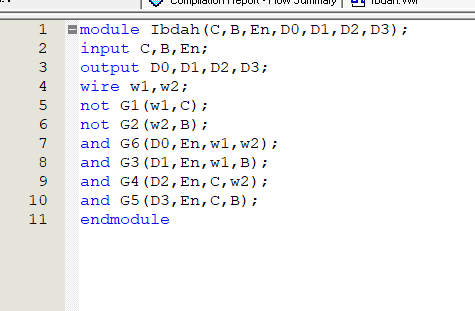 Compilation Report - Flow Summary Ibdah.vwf
1 module Ibdah(C,B,En,D0,D1,D2,D3);
2 input C,B,En;
3 output D0,D1,D2,D3;
4 wire w1,w2;
5 not G1(w1,C);
6 not G2(w2,B);
7 and G6(D0,En,w1,w2);
8 and G3(D1,En,w1,B);
9 and G4(D2,En,C,w2);
10 and G5(D3,En,C,B);
11 endmodule